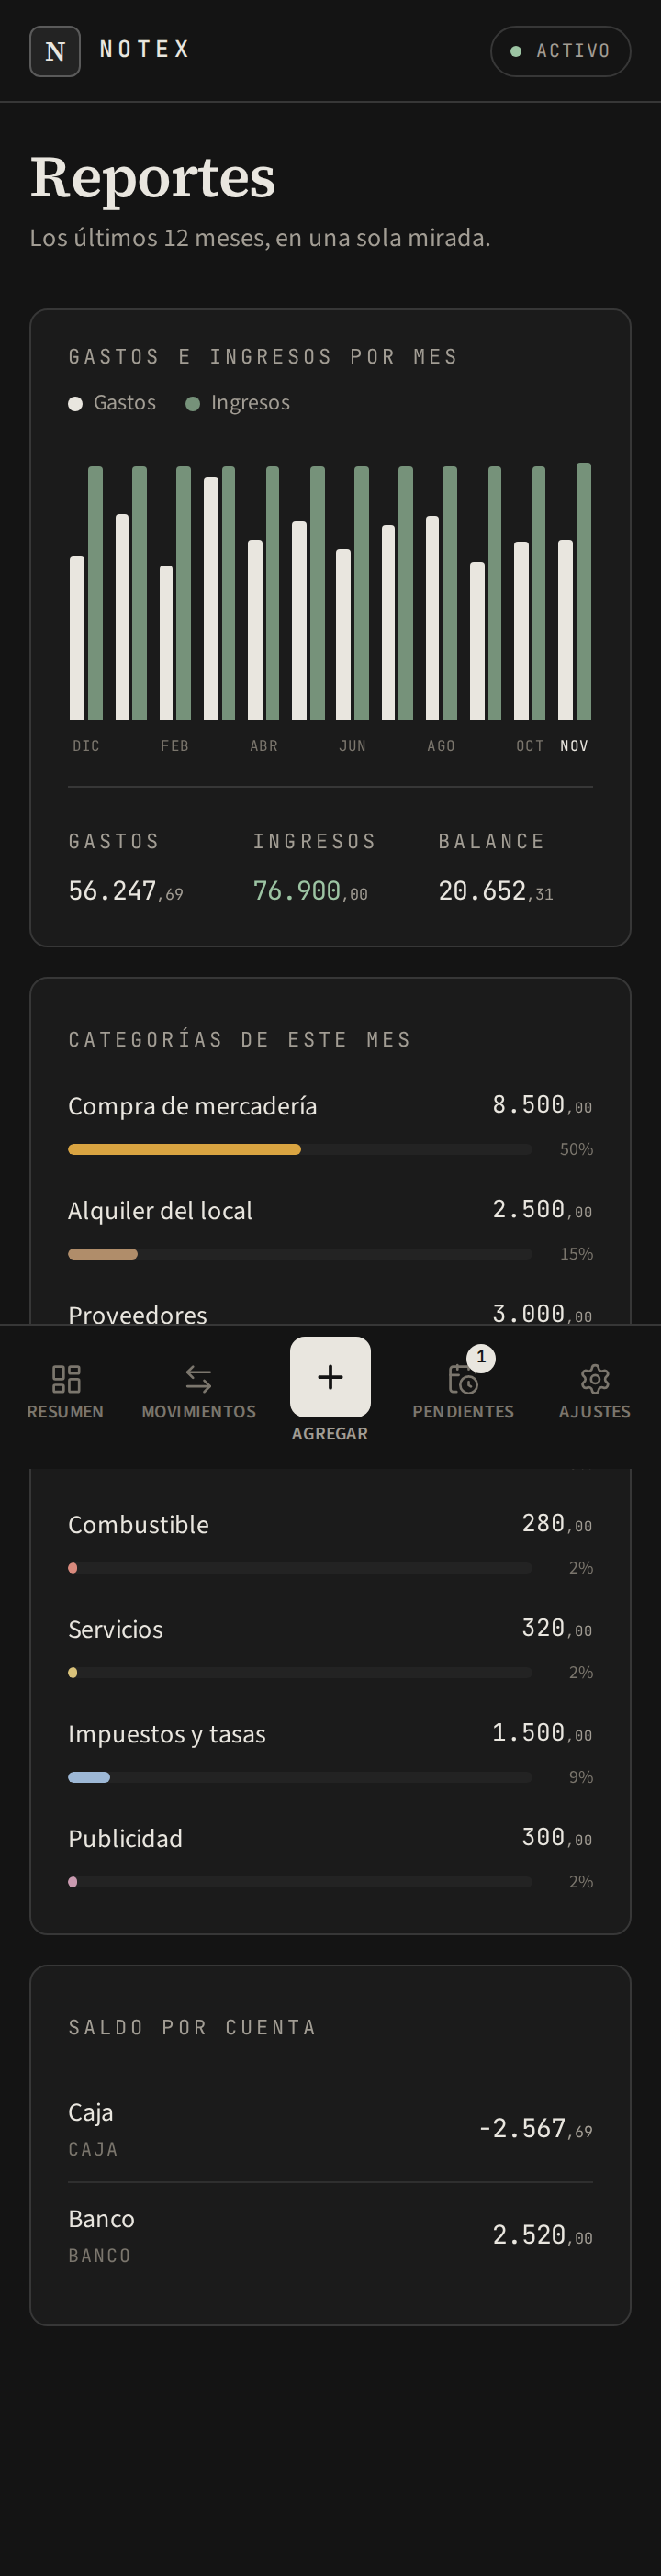 N NOTEX ACTIVO
Reportes
Los últimos 12 meses, en una sola mirada.
GASTOS E INGRESOS POR MES
Gastos Ingresos
DIC FEB ABR JUN AGO OCT NOV
GASTOS INGRESOS BALANCE
56.247,69 76.900,00 20.652,31
CATEGORÍAS DE ESTE MES
Compra de mercadería 8.500,00
50%
Alquiler del local 2.500,00
15%
Proveedores 3.000,00
1
RESUMEN MOVIMIENTOS PENDIENTES AJUSTES
AGREGAR
Combustible 280,00
2%
Servicios 320,00
2%
Impuestos y tasas 1.500,00
9%
Publicidad 300,00
2%
SALDO POR CUENTA
Caja
-2.567,69
CAJA
Banco
2.520,00
BANCO